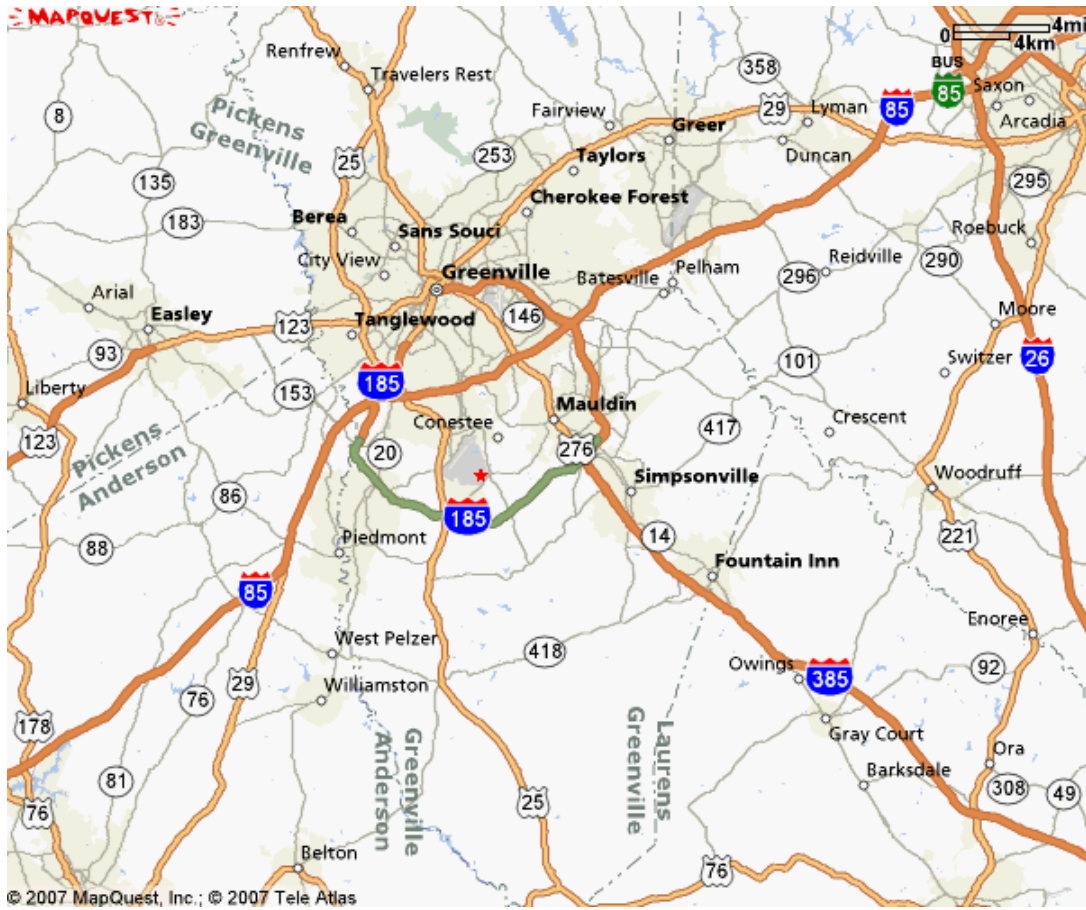 MAPQUEST®
0 4mi
4km
Renfrew
Travelers Rest
358
BUS
85
Saxon
85
Fairview
29
Lyman
Arcadia
8
Pickens
Greenville
Greer
Duncan
25
253
Taylors
135
295
183
Cherokee Forest
Berea
Sans Souci
Roebuck
City View
290
Greenville
Batesville
Pelham
296
Reidville
Arial
Easley
123
Tanglewood
146
Moore
93
Switzer
26
101
Liberty
153
185
Mauldin
Crescent
123
Conestee
417
Pickens
Anderson
20
276
Woodruff
Simpsonville
86
185
221
88
Piedmont
14
Fountain Inn
85
Enoree
West Pelzer
418
92
Owings
385
29
76
Williamston
178
Gray Court
Greenville
Anderson
Laurens
Greenville
Ora
Barksdale
81
25
308
49
76
Belton
76
© 2007 MapQuest, Inc.; © 2007 Tele Atlas